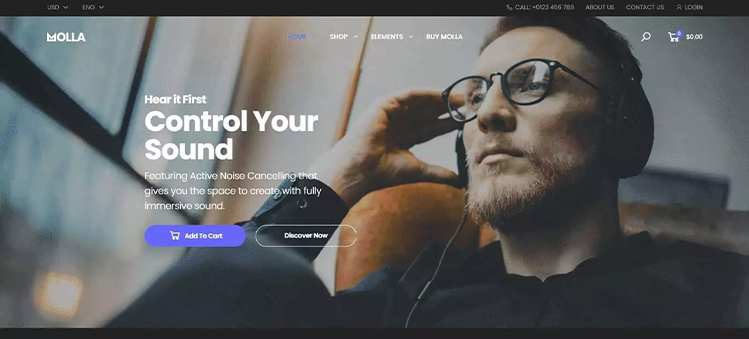 USD
ENG
CALL: +0123 456 789
ABOUT US
CONTACT US
LOGIN
MOLLA
HOME
SHOP
ELEMENTS
BUY MOLLA
0
$0.00
Hear it First
Control Your
Sound
Featuring Active Noise Cancelling that
gives you the space to create with fully
immersive sound.
Add To Cart
Discover Now